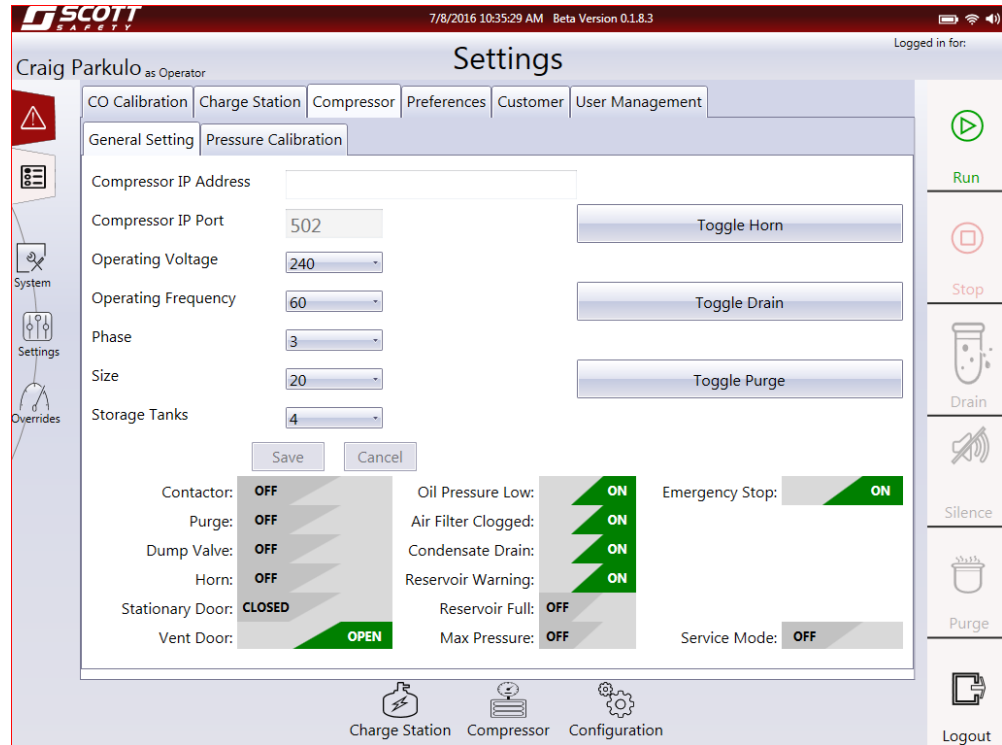 SCOTT
SAFETY
7/8/2016 10:35:29 AM Beta Version 0.1.8.3
Logged in for:
Craig Parkulo as Operator
Settings
CO Calibration
Charge Station
Compressor
Preferences
Customer
User Management
General Setting
Pressure Calibration
Compressor IP Address
Compressor IP Port
502
Operating Voltage
240
Operating Frequency
60
Phase
3
Size
20
Storage Tanks
4
Toggle Horn
Toggle Drain
Toggle Purge
Save
Cancel
Contactor: OFF
Purge: OFF
Dump Valve: OFF
Horn: OFF
Stationary Door: CLOSED
Vent Door: OPEN
Oil Pressure Low: ON
Air Filter Clogged: ON
Condensate Drain: ON
Reservoir Warning: ON
Reservoir Full: OFF
Max Pressure: OFF
Emergency Stop: ON
Service Mode: OFF
System
Settings
Overrides
Run
Stop
Drain
Silence
Purge
Logout
Charge Station
Compressor
Configuration